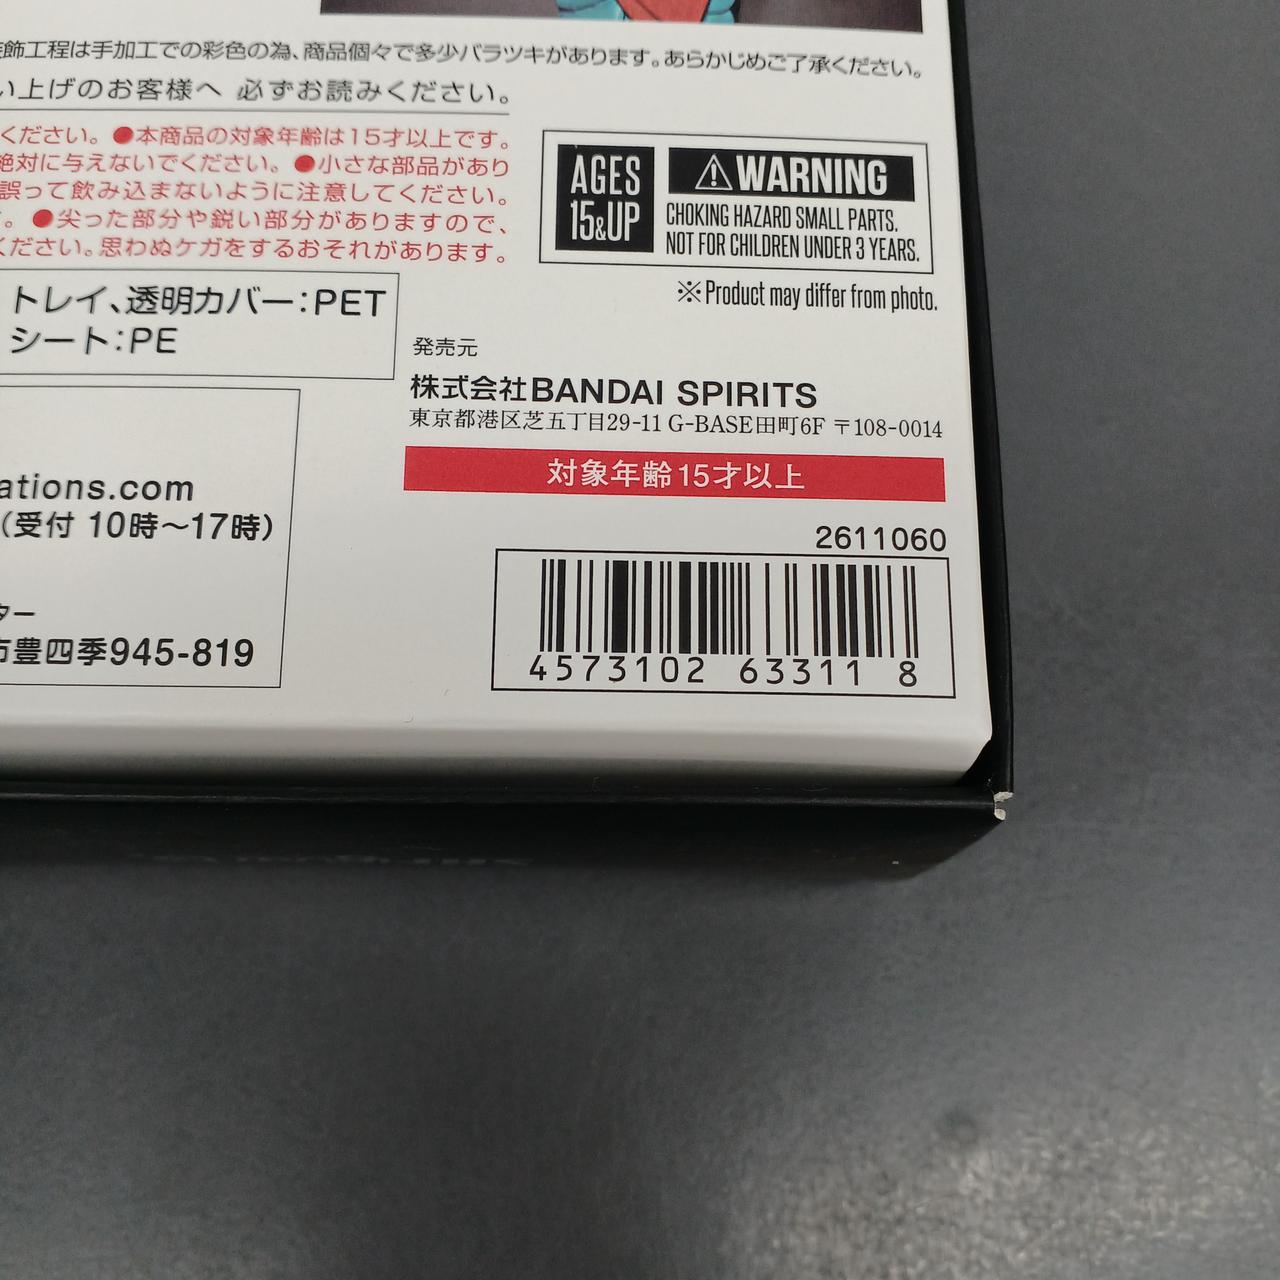 装飾工程は手加工での彩色の為、商品個々で多少バラツキがあります。あらかじめご了承ください。
い上げのお客様へ 必ずお読みください。
ください。●本商品の対象年齢は15才以上です。
絶対に与えないでください。●小さな部品があり
誤って飲み込まないように注意してください。
。●尖った部分や鋭い部分がありますので、
ください。思わぬケガをするおそれがあります。
AGES
15&UP
⚠WARNING
CHOKING HAZARD SMALL PARTS.
NOT FOR CHILDREN UNDER 3 YEARS.
※Product may differ from photo.
トレイ、透明カバー：PET
シート：PE
発売元
株式会社BANDAI SPIRITS
東京都港区芝五丁目29-11 G-BASE田町6F 〒108-0014
対象年齢15才以上
ations.com
（受付 10時〜17時）
ター
市豊四季945-819
2611060
4573102 63311 8